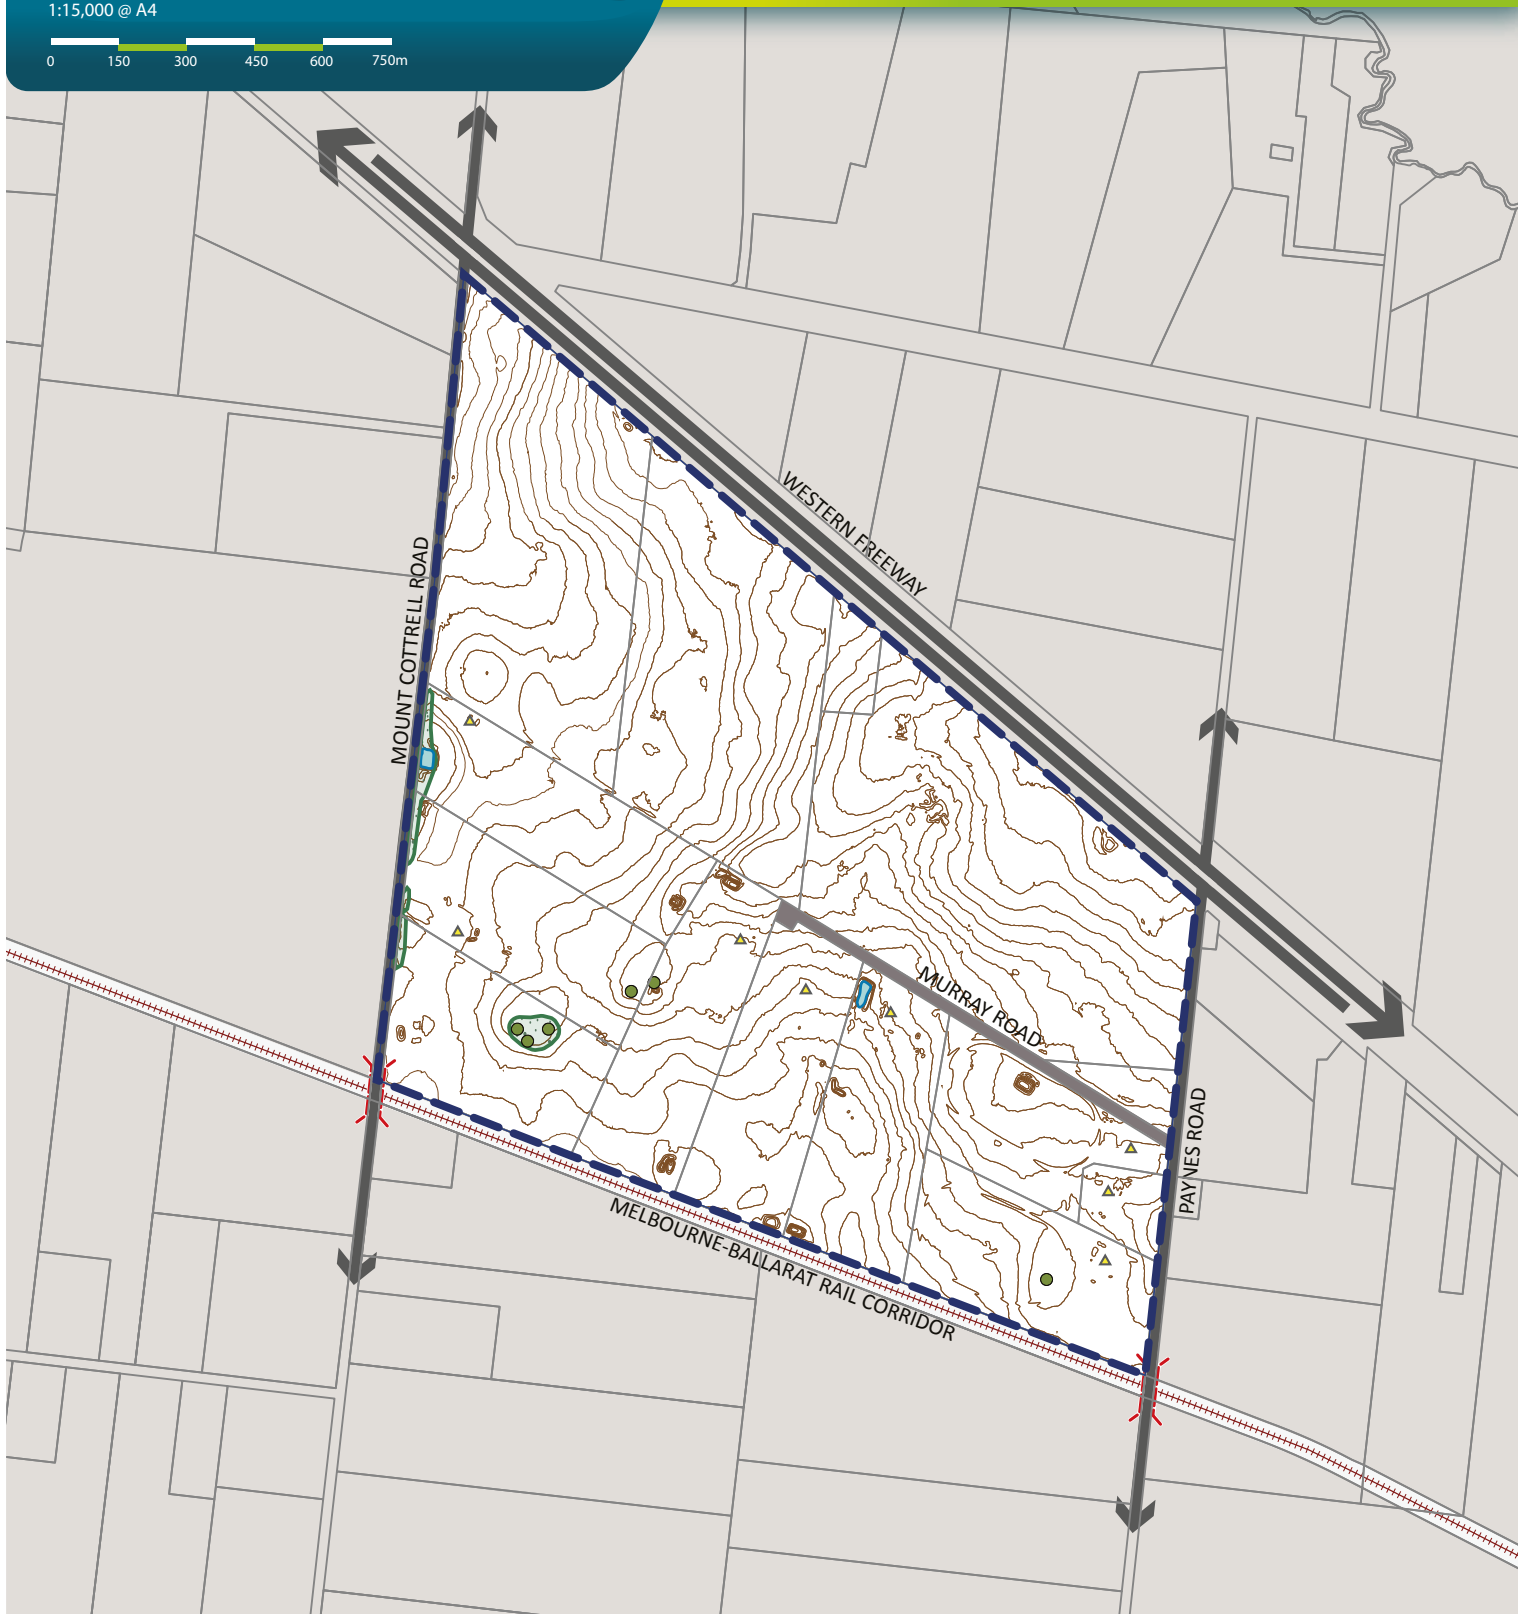 1:15,000 @ A4
0 150 300 450 600 750m
WESTERN FREEWAY
MOUNT COTTRELL ROAD
MURRAY ROAD
PAYNES ROAD
MELBOURNE-BALLARAT RAIL CORRIDOR